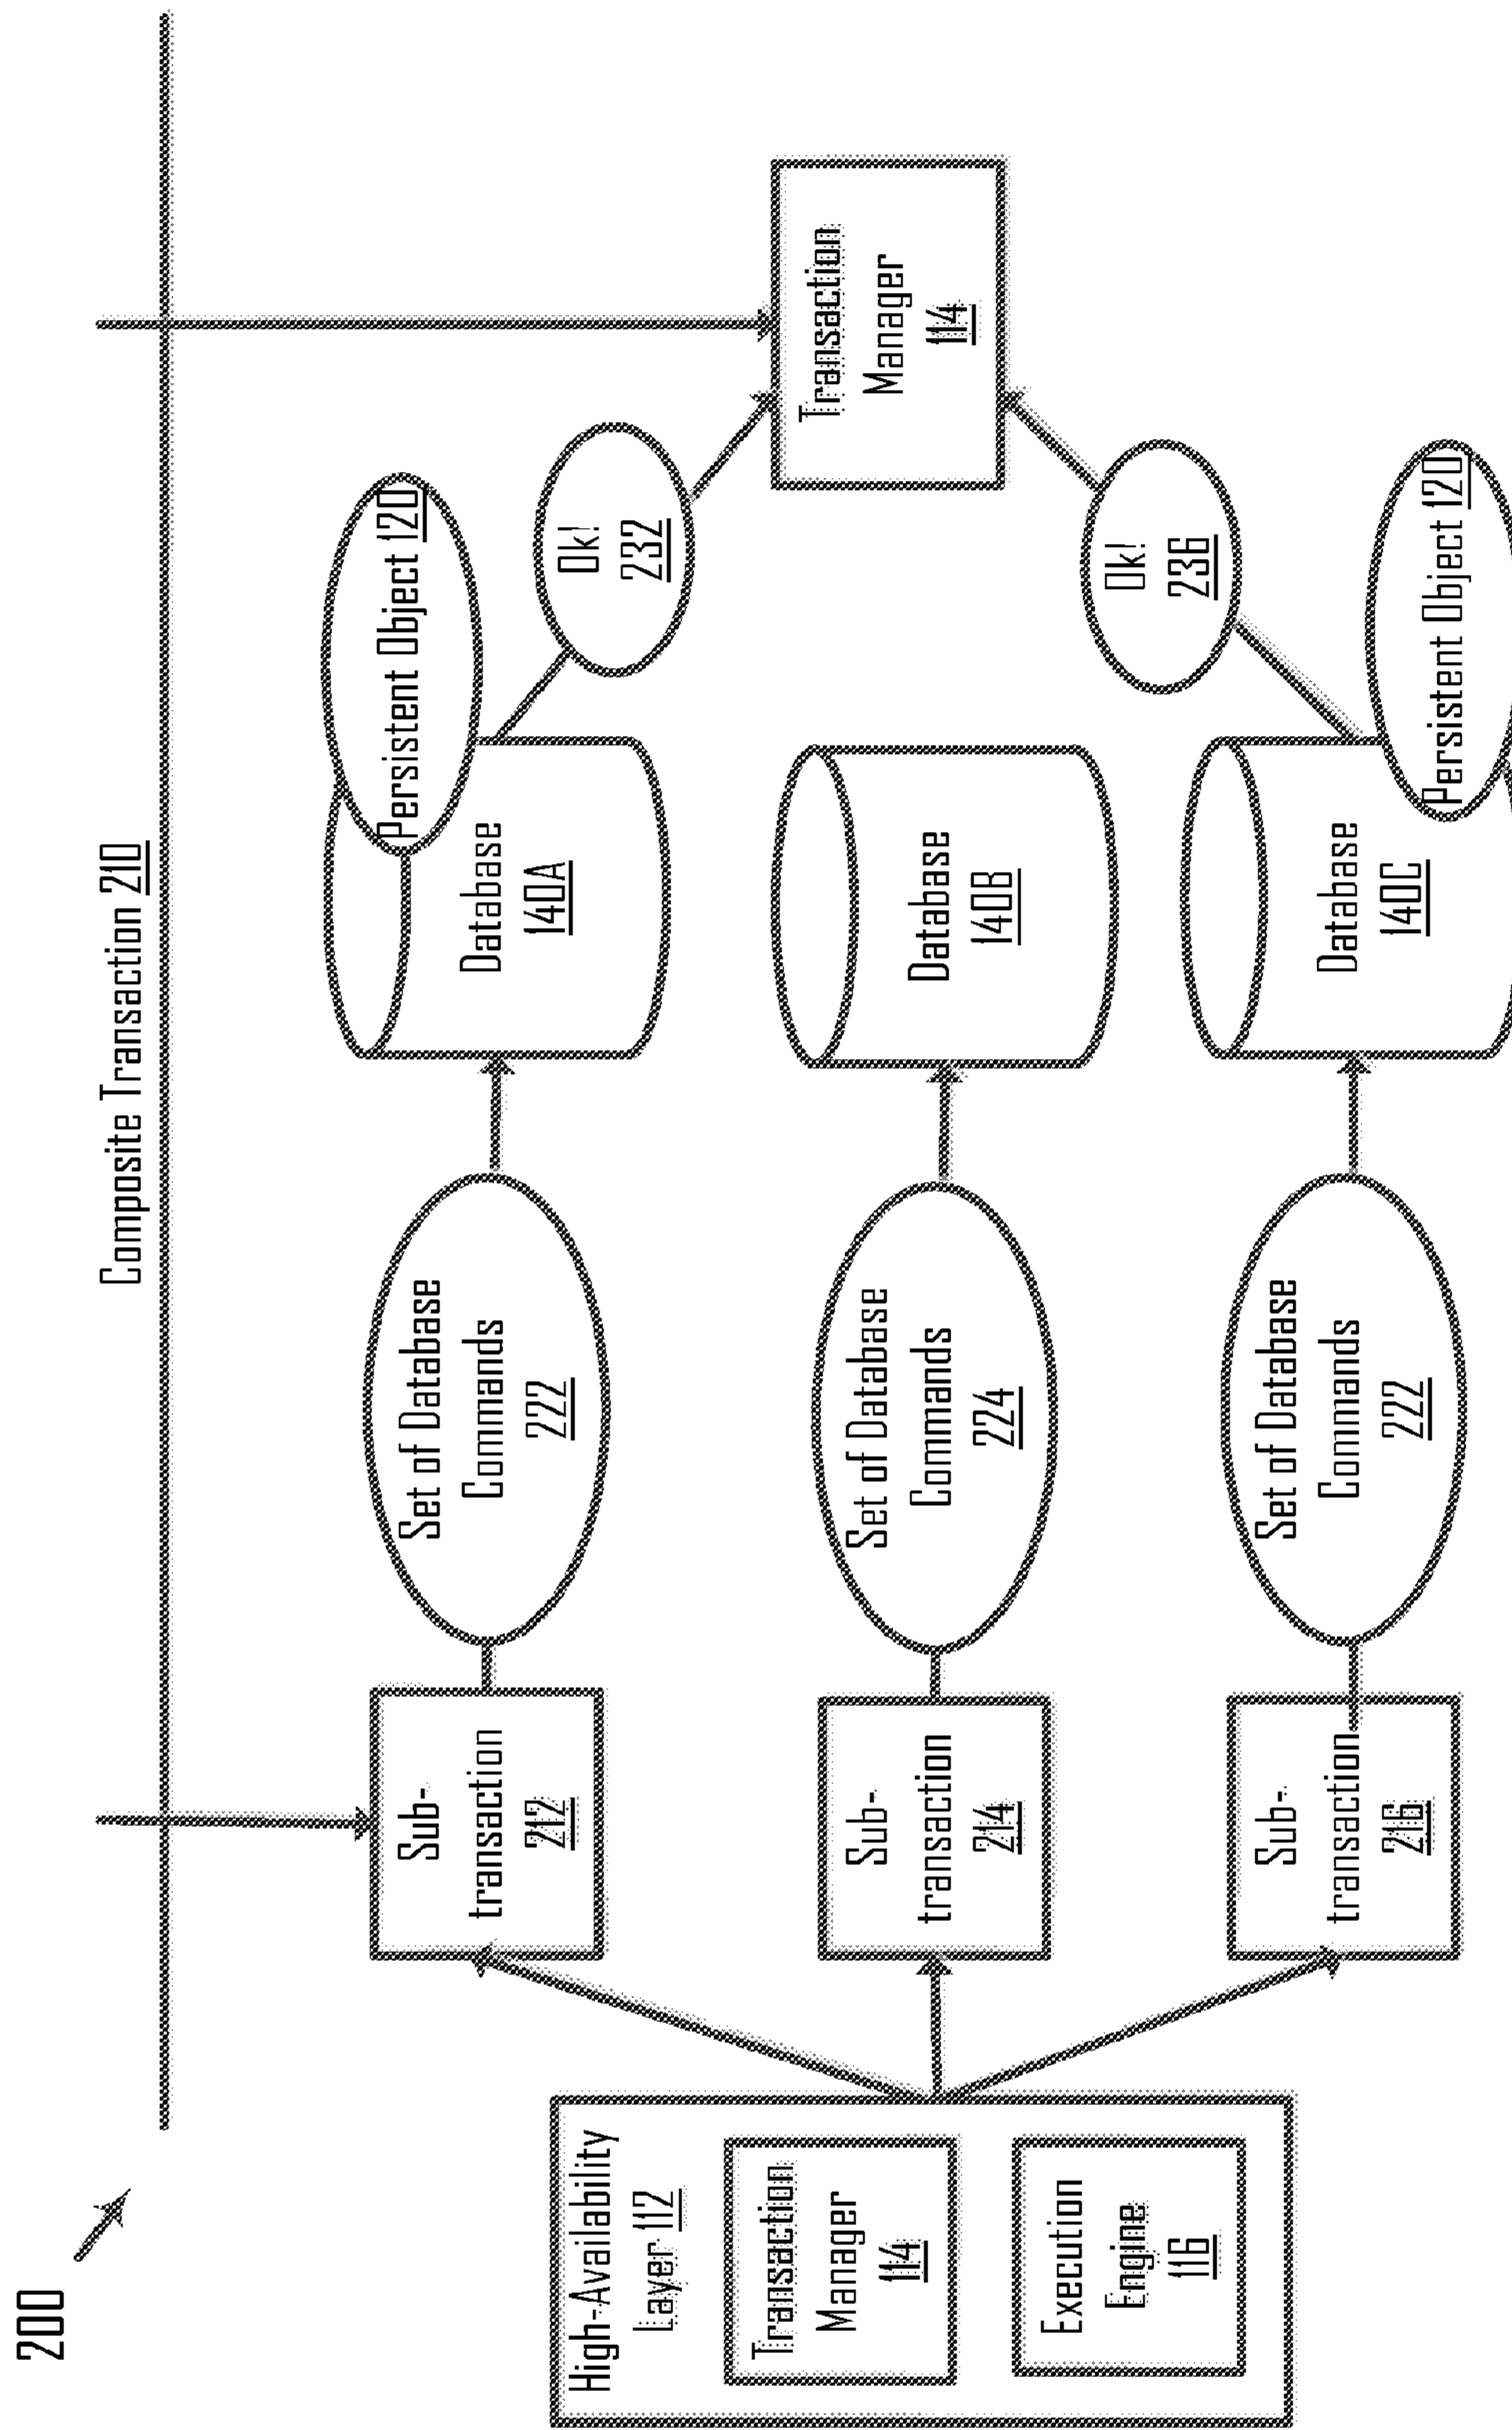 200
Composite Transaction 210
High-Availability
Layer 112
Transaction
Manager
114
Execution
Engine
116
Sub-
transaction
212
Set of Database
Commands
222
Database
140A
Persistent Object 120
Ok!
232
Sub-
transaction
214
Set of Database
Commands
224
Database
140B
Transaction
Manager
114
Sub-
transaction
216
Set of Database
Commands
222
Database
140C
Ok!
236
Persistent Object 120